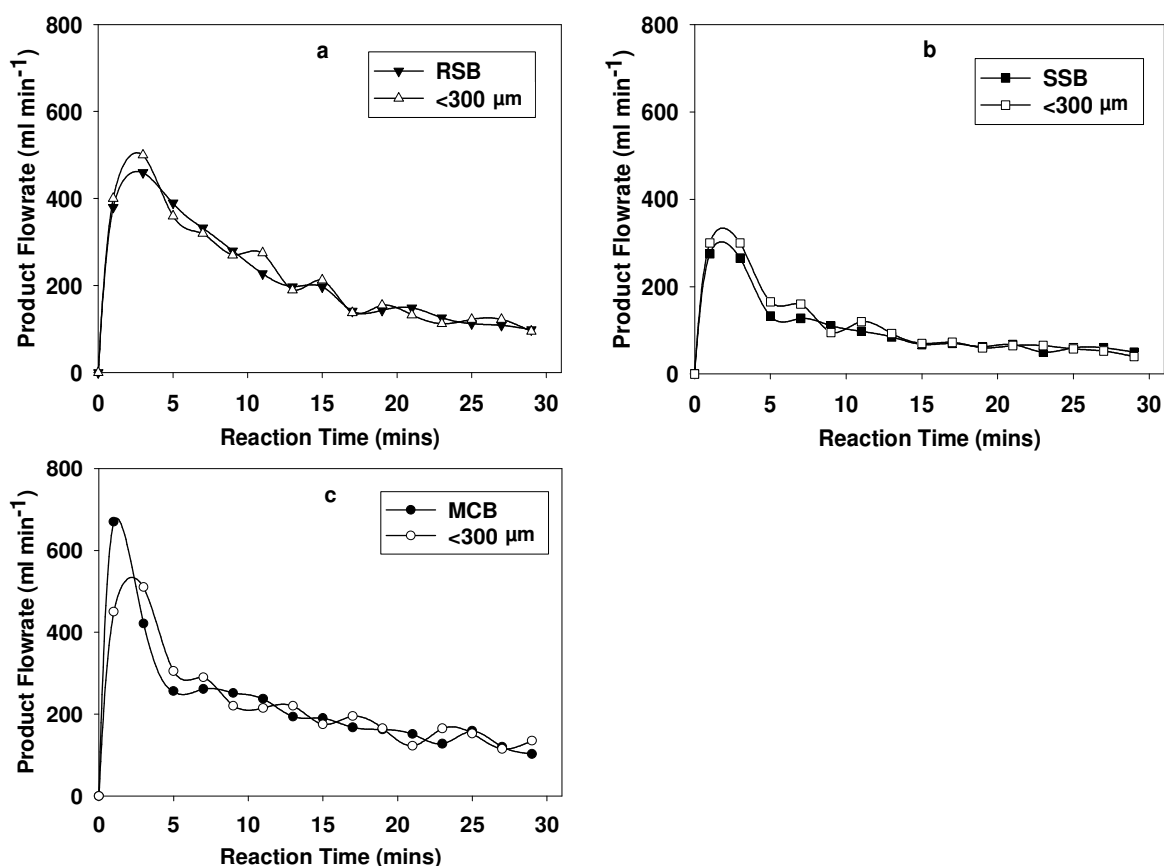 a
RSB
<300 µm
Product Flowrate (ml min-1)
800
600
400
200
0
0 5 10 15 20 25 30
Reaction Time (mins)
b
SSB
<300 µm
Product Flowrate (ml min-1)
800
600
400
200
0
0 5 10 15 20 25 30
Reaction Time (mins)
c
MCB
<300 µm
Product Flowrate (ml min-1)
800
600
400
200
0
0 5 10 15 20 25 30
Reaction Time (mins)